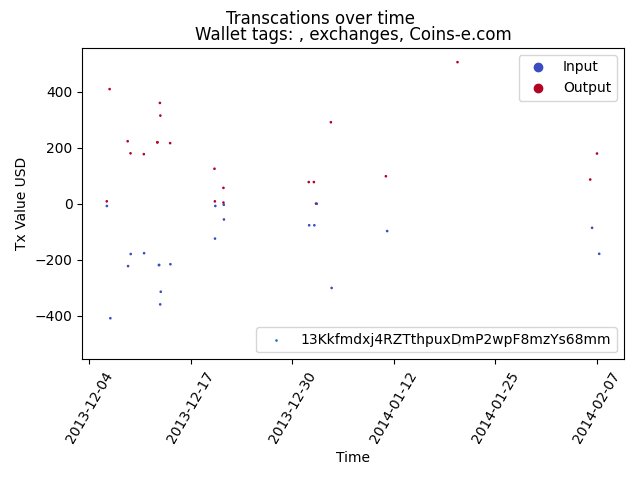 Transcations over time
Wallet tags: , exchanges, Coins-e.com
Input
Output
Tx Value USD
400
200
0
−200
−400
13Kkfmdxj4RZTthpuxDmP2wpF8mzYs68mm
2013-12-04
2013-12-17
2013-12-30
2014-01-12
2014-01-25
2014-02-07
Time